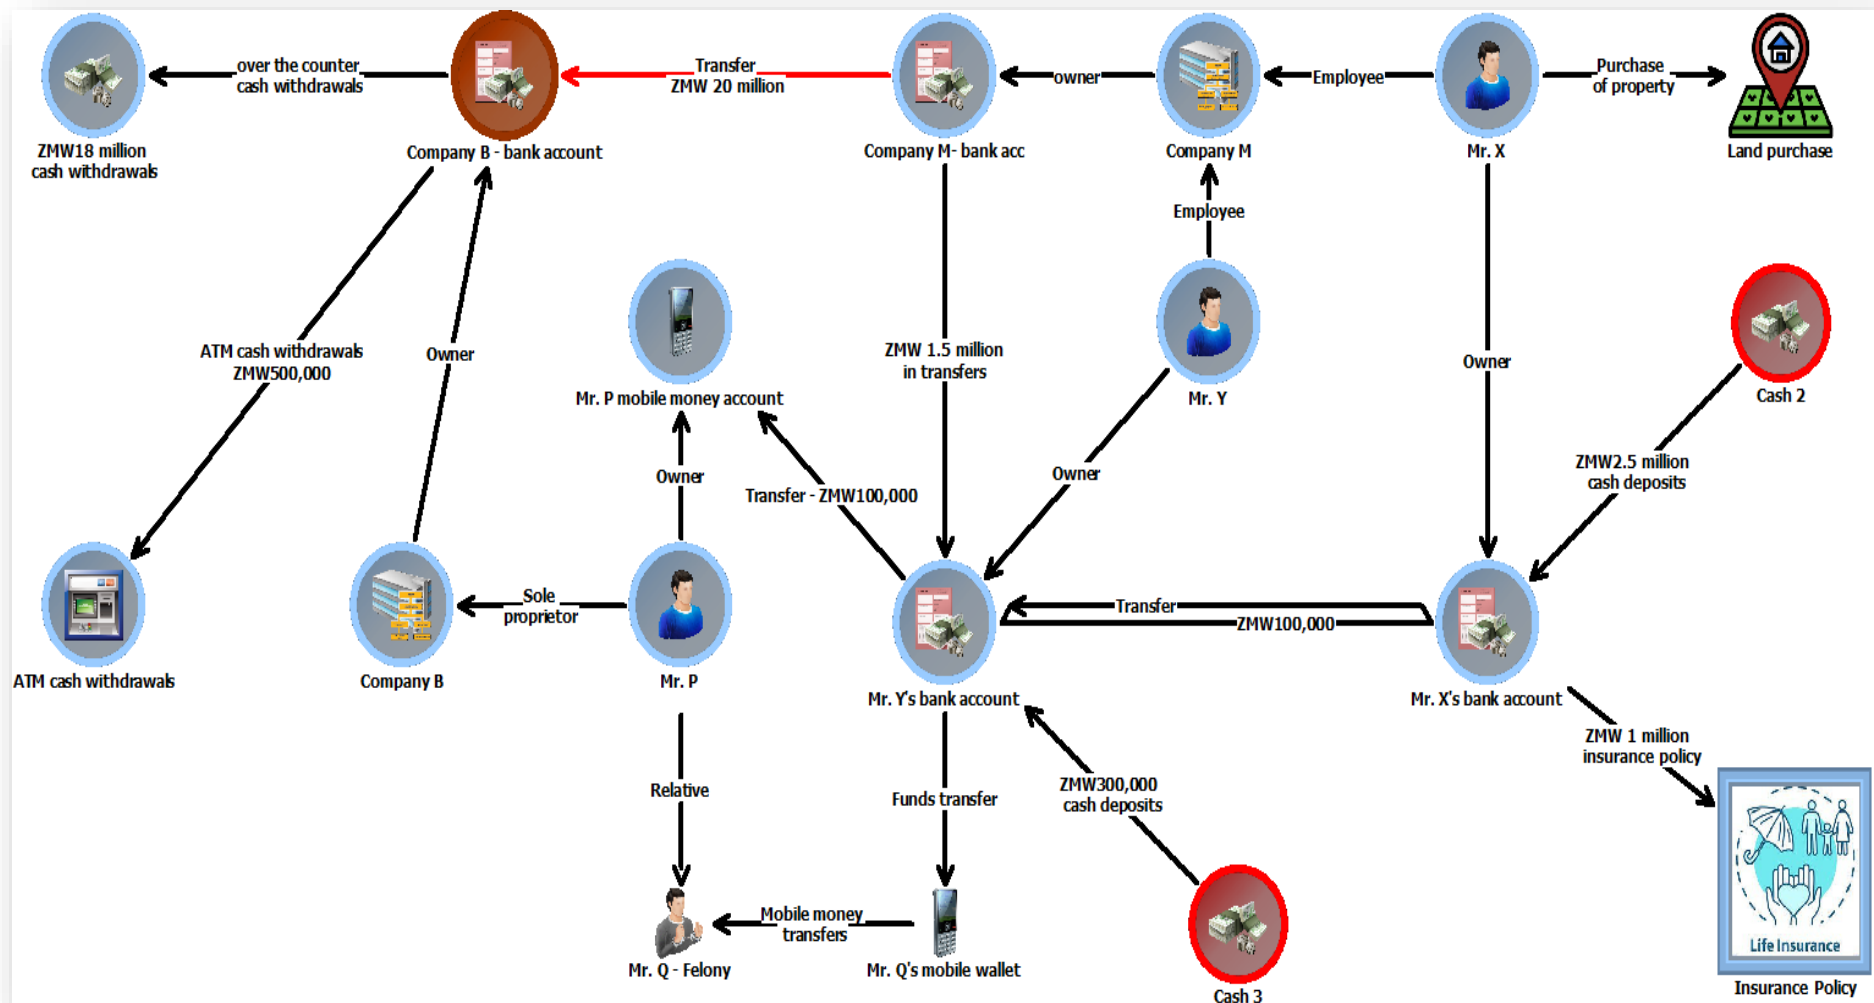 over the counter
cash withdrawals
Transfer
ZMW 20 million
owner
Employee
Purchase
of property
ZMW18 million
cash withdrawals
Company B - bank account
Company M- bank acc
Company M
Mr. X
Land purchase
Employee
ATM cash withdrawals
ZMW500,000
Owner
Mr. P mobile money account
ZMW 1.5 million
in transfers
Mr. Y
Owner
Cash 2
Owner
Transfer - ZMW100,000
Owner
ZMW2.5 million
cash deposits
Sole
proprietor
Transfer
ZMW100,000
ATM cash withdrawals
Company B
Mr. P
Mr. Y's bank account
Mr. X's bank account
Relative
Funds transfer
ZMW300,000
cash deposits
ZMW 1 million
insurance policy
Mobile money
transfers
Life Insurance
Mr. Q - Felony
Mr. Q's mobile wallet
Cash 3
Insurance Policy